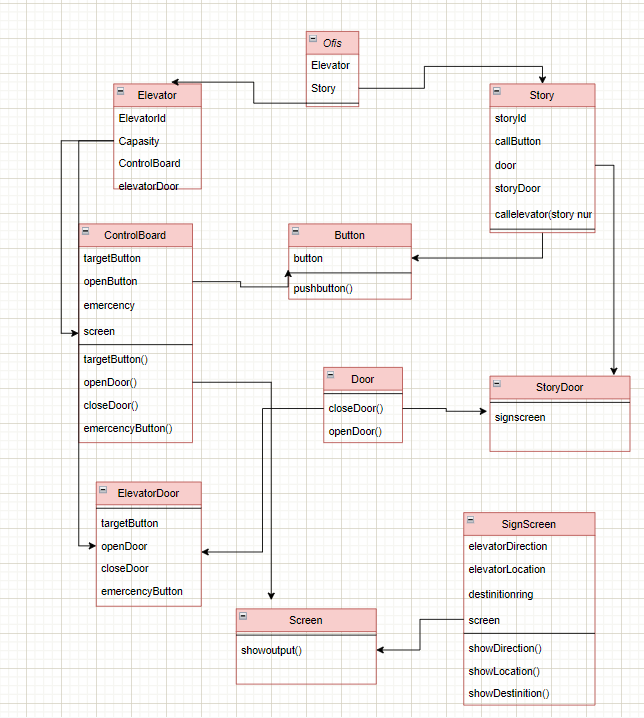 Ofis
Elevator
Story
Elevator
ElevatorId
Capasity
ControlBoard
elevatorDoor
Story
storyId
callButton
door
storyDoor
callelevator(story nur
ControlBoard
targetButton
openButton
emercency
screen
targetButton()
openDoor()
closeDoor()
emercencyButton()
Button
button
pushbutton()
Door
closeDoor()
openDoor()
StoryDoor
signscreen
ElevatorDoor
targetButton
openDoor
closeDoor
emercencyButton
SignScreen
elevatorDirection
elevatorLocation
destinitionring
screen
showDirection()
showLocation()
showDestinition()
Screen
showoutput()